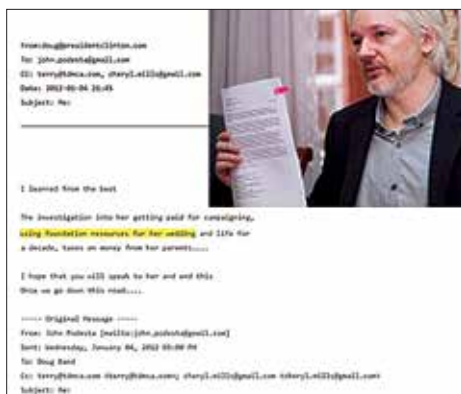 From:doug@presidentclinton.com
To: john.podesta@gmail.com
CC: terry@tdmca.com, cheryl.mills@gmail.com
Date: 2012-01-04 21:45
Subject: Re:
I learned from the best
The investigation into her getting paid for campaigning,
using foundation resources for her wedding and life for
a decade, taxes on money from her parents....
I hope that you will speak to her and end this
Once we go down this road....
----- Original Message -----
From: John Podesta [mailto:john.podesta@gmail.com]
Sent: Wednesday, January 04, 2012 03:00 PM
To: Doug Band
Cc: terry@tdmca.com <terry@tdmca.com>; cheryl.mills@gmail.com <cheryl.mills@gmail.com>
Subject: Re: